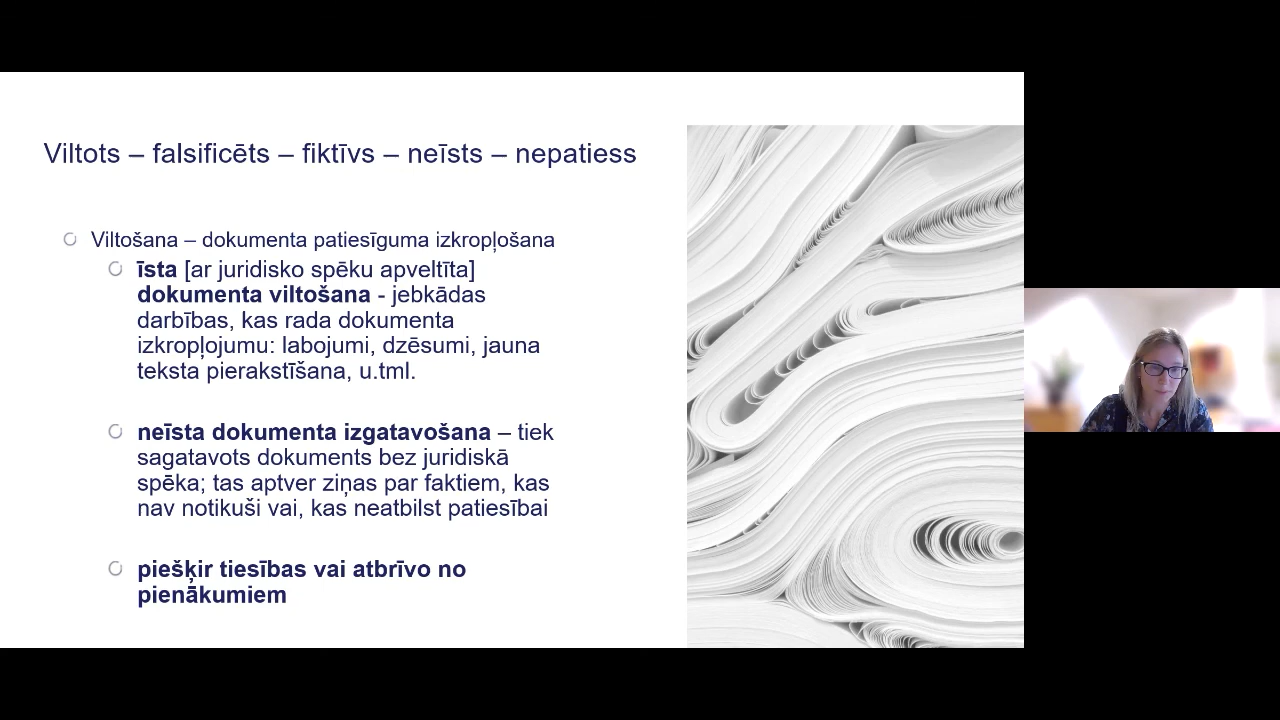 Viltots – falsificēts – fiktīvs – neīsts – nepatiess
Viltošana – dokumenta patiesīguma izkropļošana
īsta [ar juridisko spēku apveltīta]
dokumenta viltošana - jebkādas
darbības, kas rada dokumenta
izkropļojumu: labojumi, dzēsumi, jauna
teksta pierakstīšana, u.tml.
neīsta dokumenta izgatavošana – tiek
sagatavots dokuments bez juridiskā
spēka; tas aptver ziņas par faktiem, kas
nav notikuši vai, kas neatbilst patiesībai
piešķir tiesības vai atbrīvo no
pienākumiem